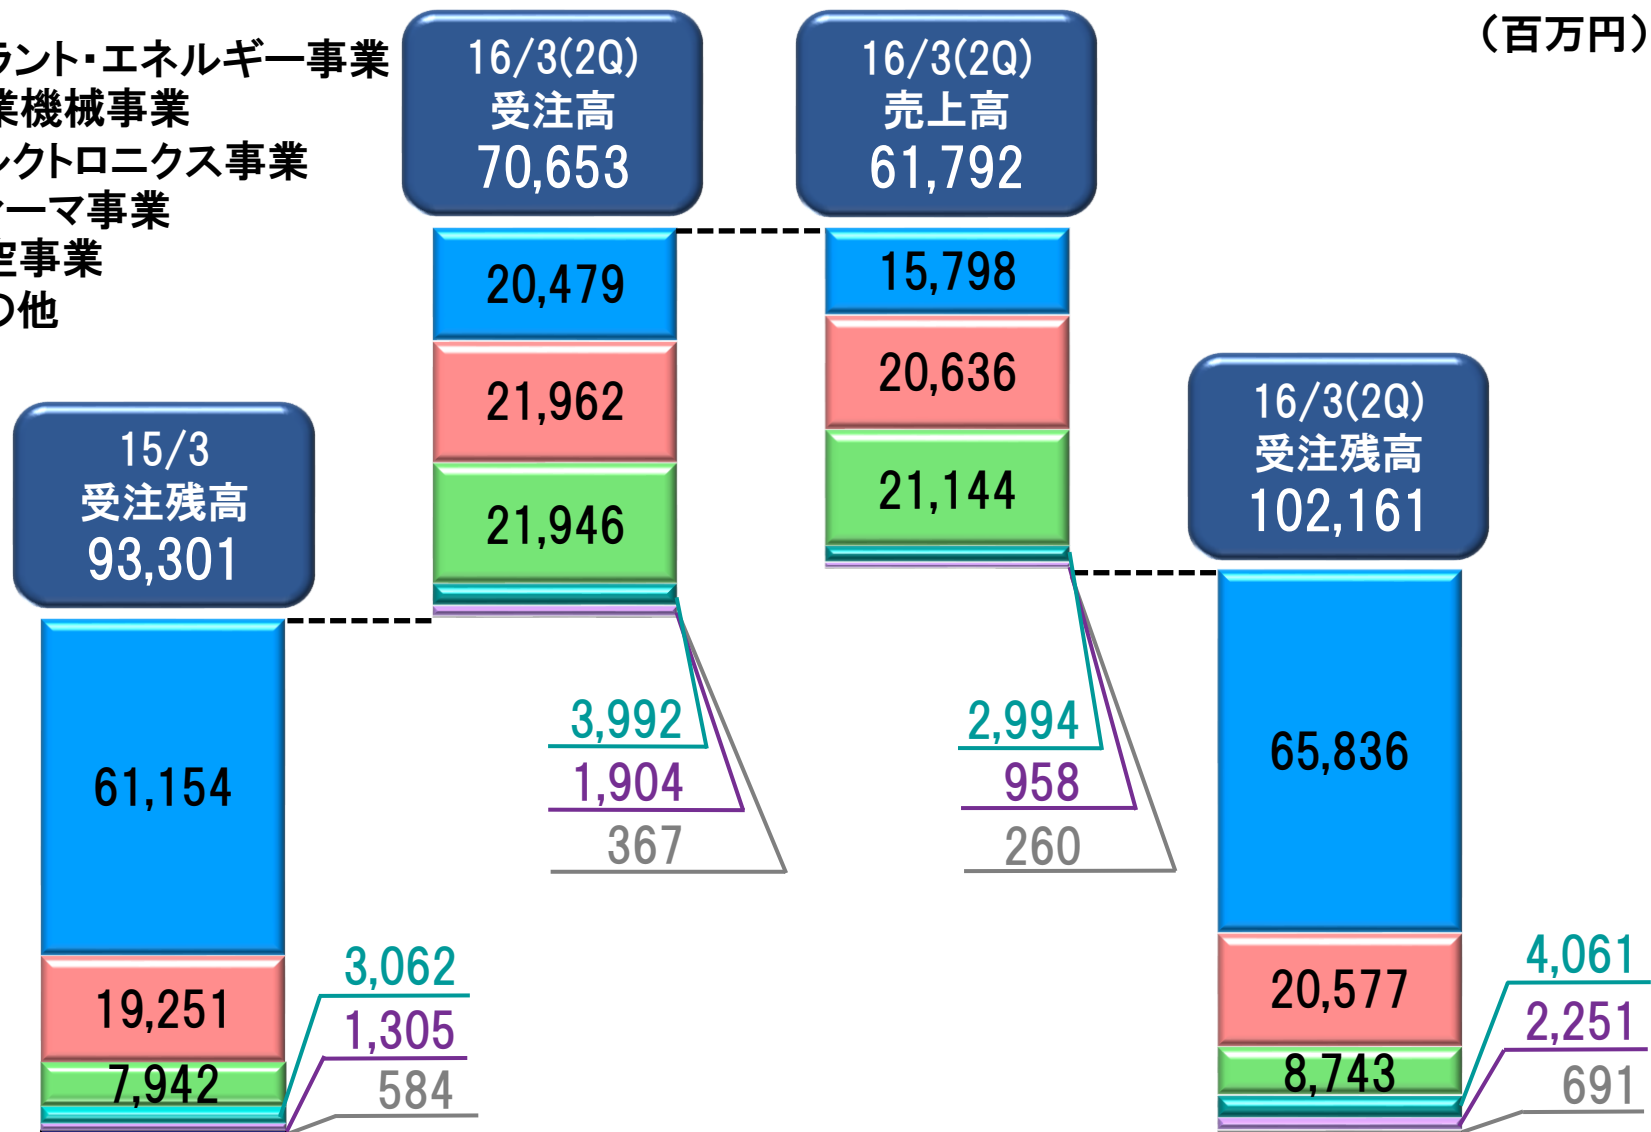 (百万円)
ラント・エネルギー事業
業機械事業
レクトロニクス事業
ァーマ事業
空事業
の他
16/3(2Q)
受注高
70,653
16/3(2Q)
売上高
61,792
20,479
21,962
21,946
3,992
1,904
367
15,798
20,636
21,144
2,994
958
260
15/3
受注残高
93,301
61,154
19,251
7,942
3,062
1,305
584
16/3(2Q)
受注残高
102,161
65,836
20,577
8,743
4,061
2,251
691